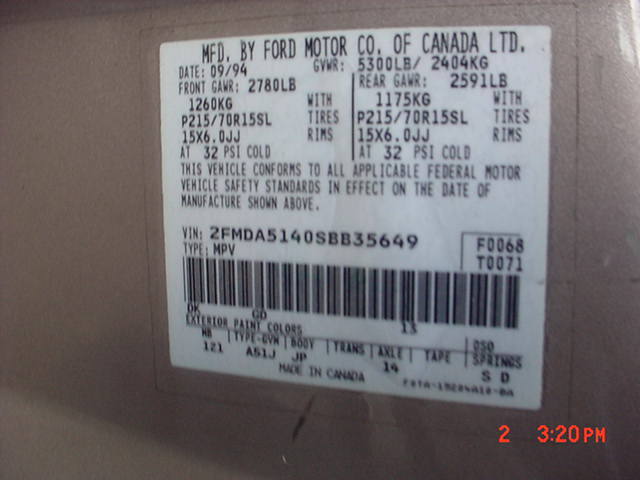 MFD. BY FORD MOTOR CO. OF CANADA LTD.
DATE: 09/94 GVWR: 5300LB/ 2404KG
FRONT GAWR: 2780LB REAR GAWR: 2591LB
1260KG WITH 1175KG WITH
P215/70R15SL TIRES P215/70R15SL TIRES
15X6.0JJ RIMS 15X6.0JJ RIMS
AT 32 PSI COLD AT 32 PSI COLD
THIS VEHICLE CONFORMS TO ALL APPLICABLE FEDERAL MOTOR
VEHICLE SAFETY STANDARDS IN EFFECT ON THE DATE OF
MANUFACTURE SHOWN ABOVE.
VIN: 2FMDA5140SBB35649 F0068
TYPE: MPV T0071
DK GD 13
EXTERIOR PAINT COLORS DSO
WB TYPE-GVW BODY TRANS AXLE TAPE SPRINGS
121 A51J JP 14 S D
MADE IN CANADA
2 3:20PM